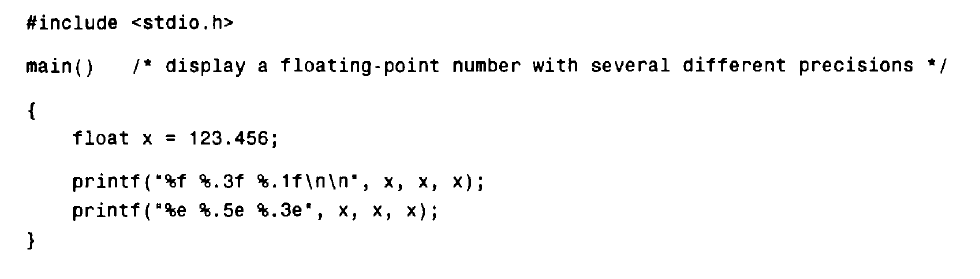 #include <stdio.h>
main() /* display a floating-point number with several different precisions */
{
float x = 123.456;
printf("%f %.3f %.1f\n\n", x, x, x);
printf("%e %.5e %.3e", x, x, x);
}